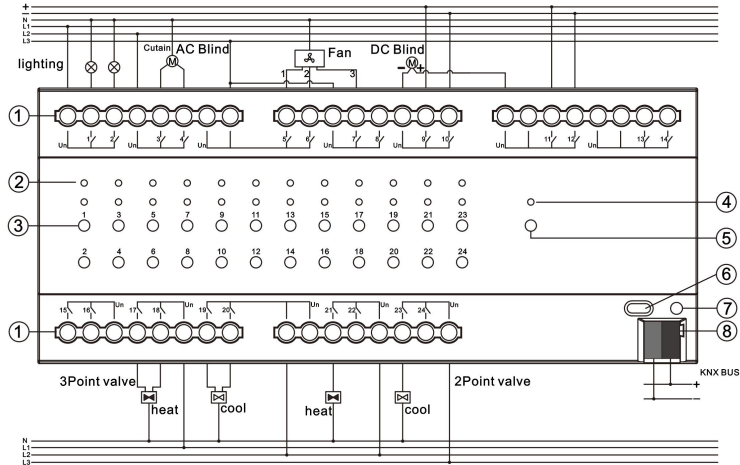 +
−
N
L1
L2
L3
lighting
Cutain
M
AC Blind
Fan
1 2 3
DC Blind
− M +
1
Un 1 2 Un 3 4 Un
5 6 Un 7 8 Un 9 10
Un 11 12 Un 13 14
2
4
3
1 3 5 7 9 11 13 15 17 19 21 23
5
2 4 6 8 10 12 14 16 18 20 22 24
6
7
15 16 Un 17 18 Un 19 20
Un 21 22 Un 23 24 Un
1
8
KNX BUS
+
−
3Point valve
2Point valve
heat
cool
heat
cool
N
L1
L2
L3